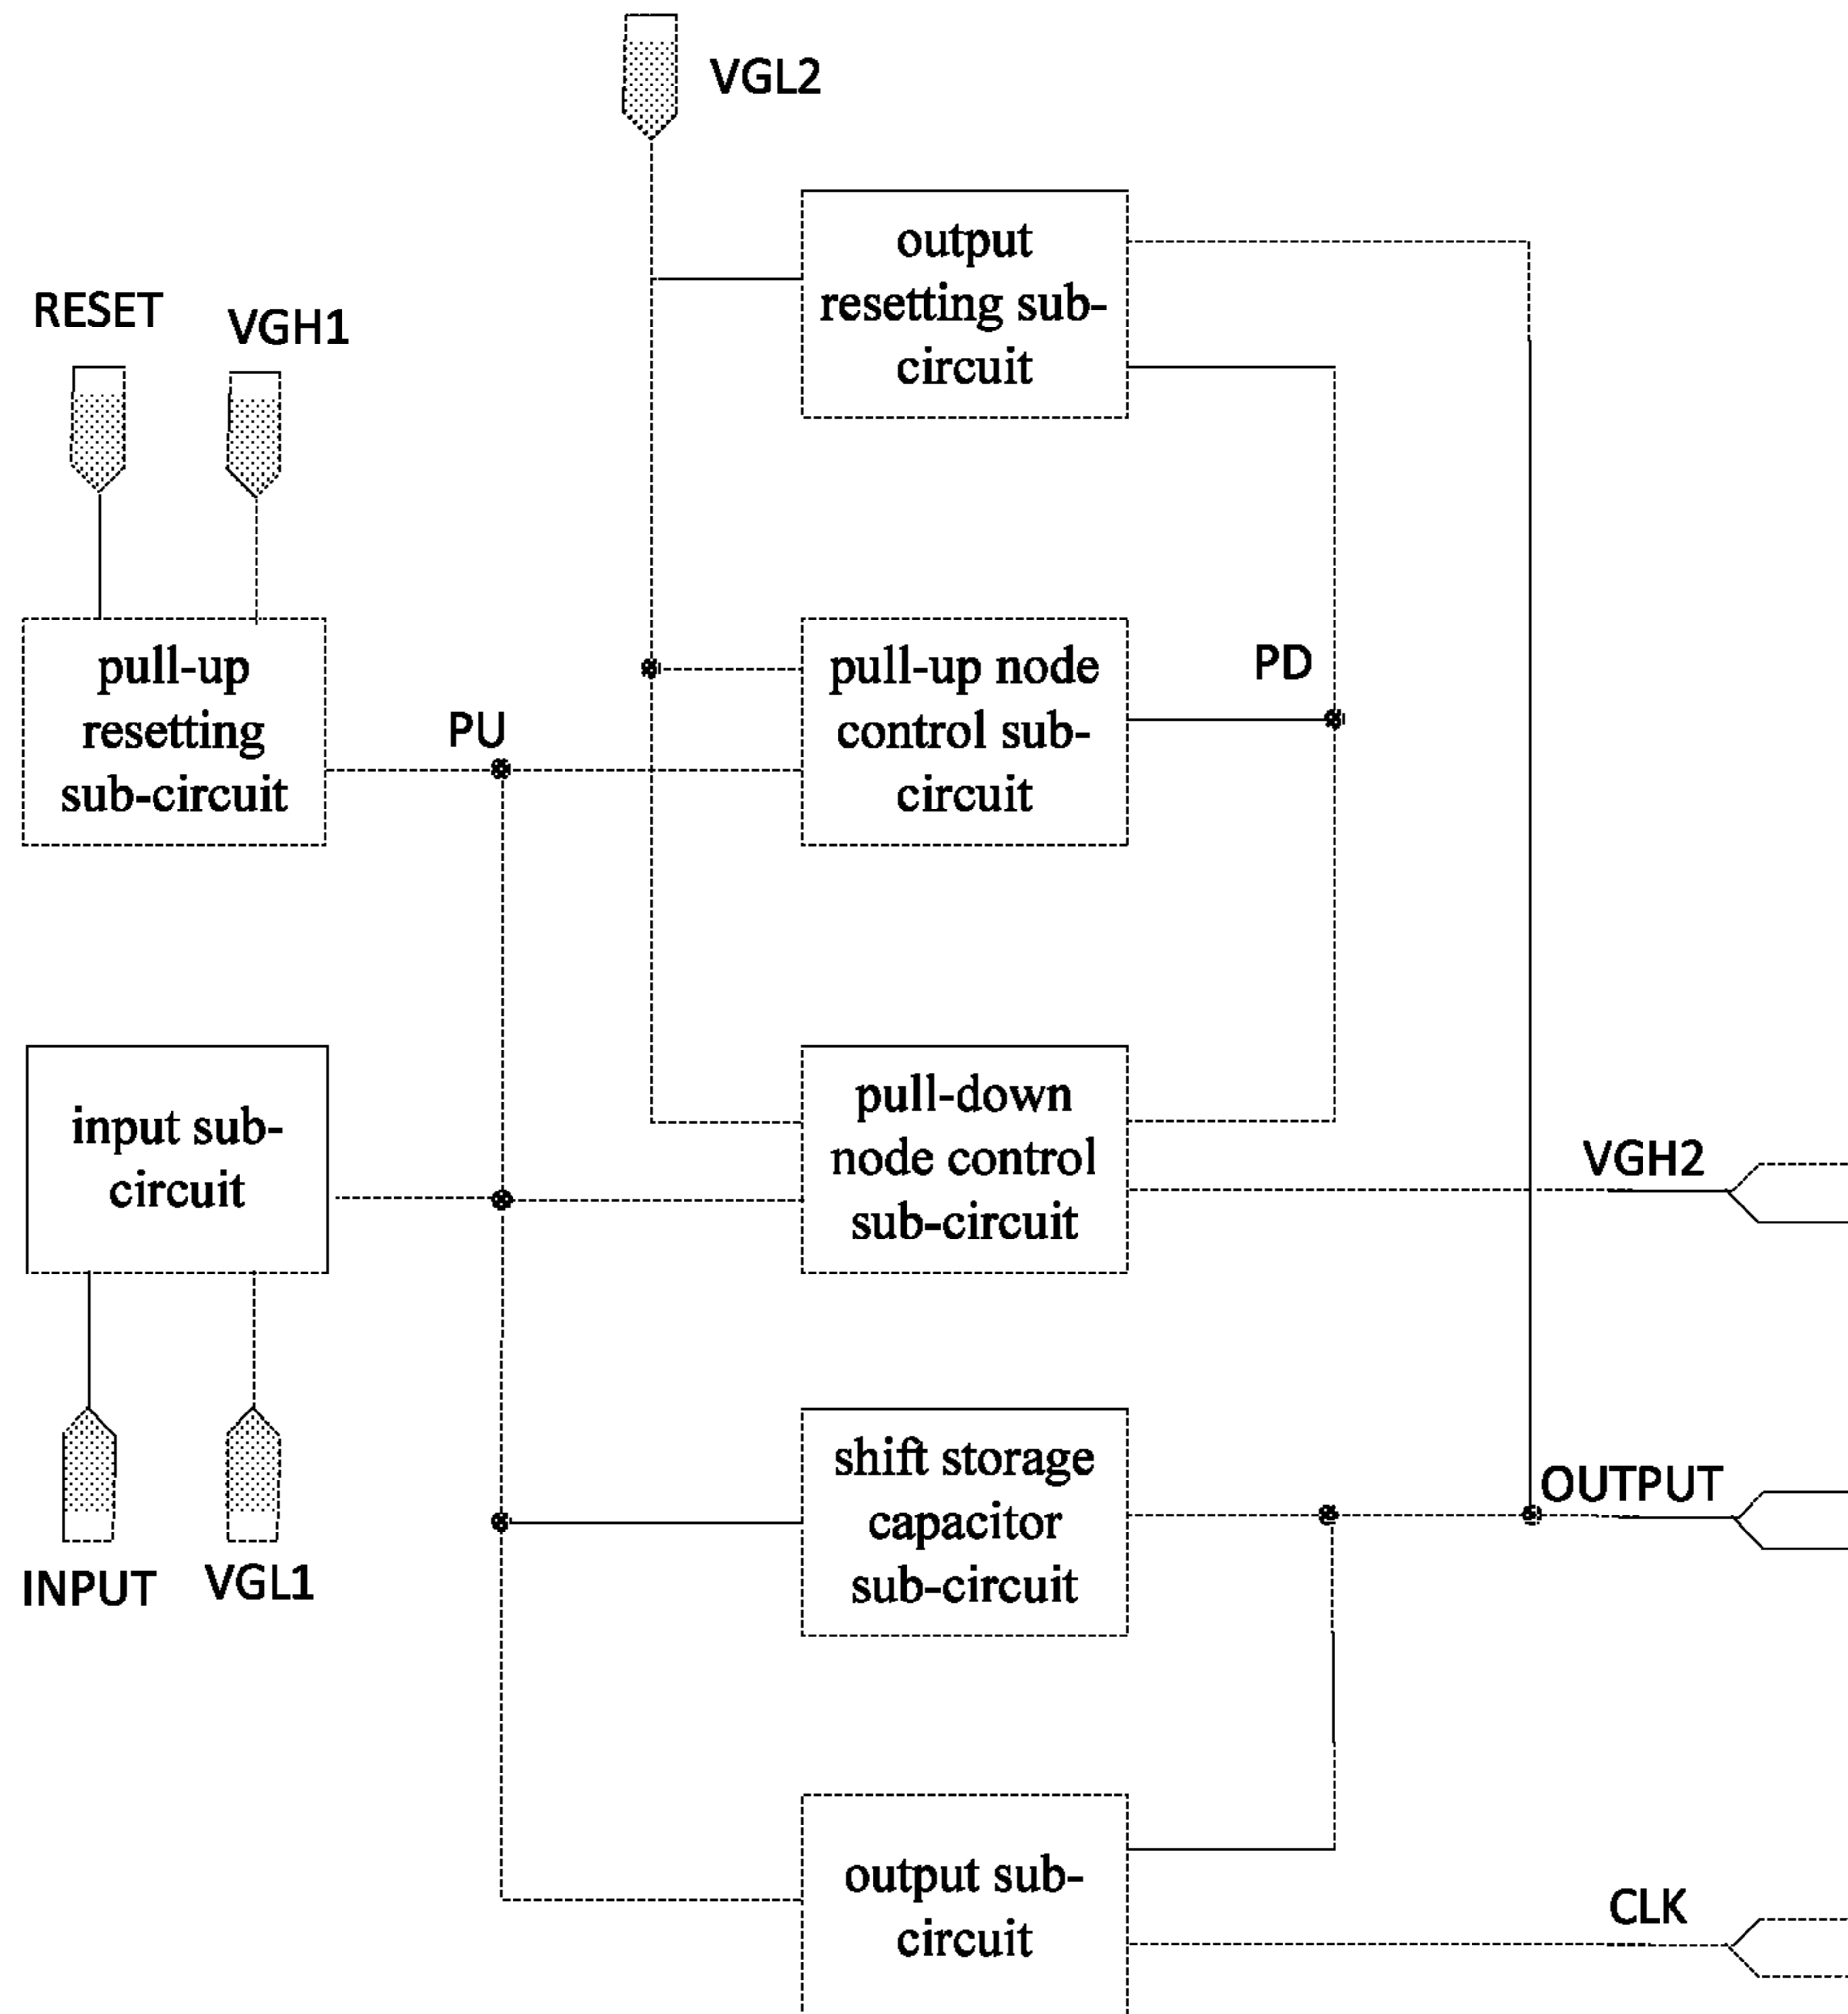 VGL2
output
resetting sub-
circuit
RESET
VGH1
pull-up
resetting
sub-circuit
PU
pull-up node
control sub-
circuit
PD
input sub-
circuit
pull-down
node control
sub-circuit
VGH2
shift storage
capacitor
sub-circuit
OUTPUT
INPUT
VGL1
output sub-
circuit
CLK